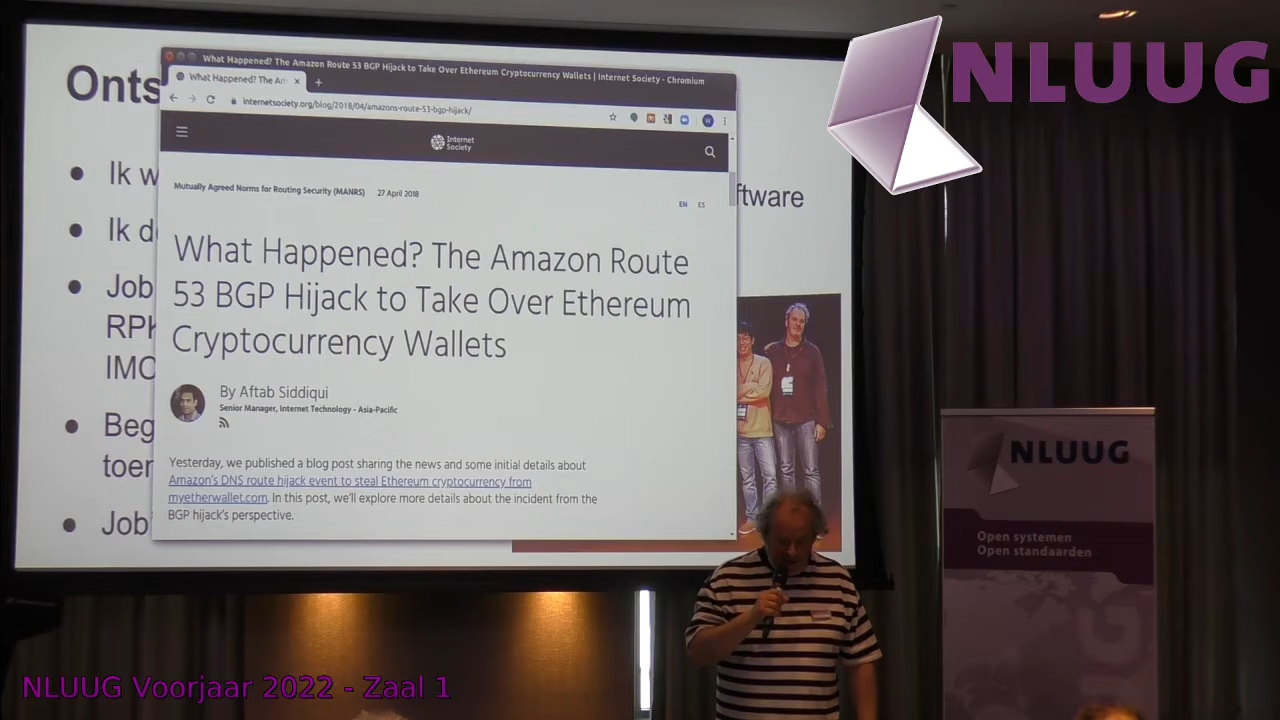 What Happened? The Amazon Route 53 BGP Hijack to Take Over Ethereum Cryptocurrency Wallets | Internet Society - Chromium
What Happened? The Am
internetsociety.org/blog/2018/04/amazons-route-53-bgp-hijack/
Internet
Society
Mutually Agreed Norms for Routing Security (MANRS) 27 April 2018
EN ES
What Happened? The Amazon Route
53 BGP Hijack to Take Over Ethereum
Cryptocurrency Wallets
By Aftab Siddiqui
Senior Manager, Internet Technology - Asia-Pacific
Yesterday, we published a blog post sharing the news and some initial details about
Amazon's DNS route hijack event to steal Ethereum cryptocurrency from
myetherwallet.com. In this post, we'll explore more details about the incident from the
BGP hijack's perspective.
Onts
Ik w
ftware
Ik d
Job
RPK
IMO
Beg
toen
Job
NLUUG
NLUUG
Open systemen
Open standaarden
NLUUG Voorjaar 2022 - Zaal 1